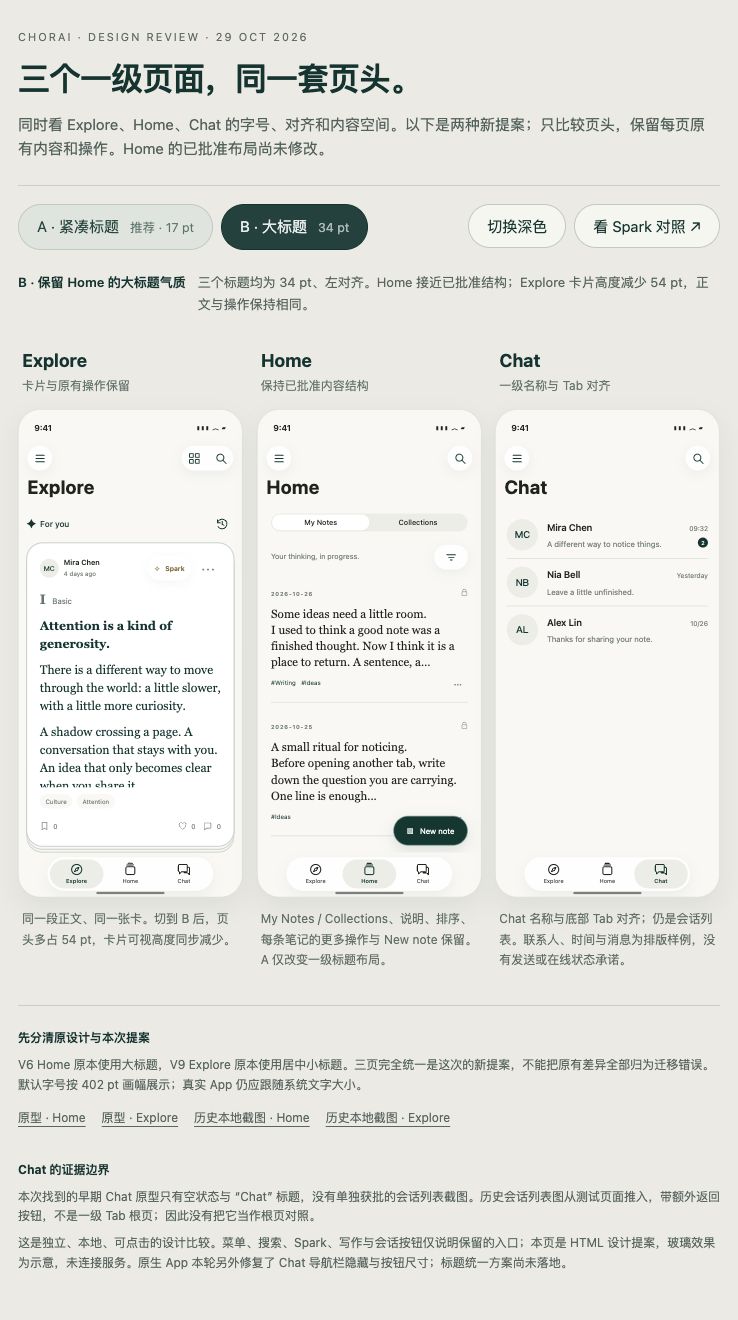 CHORAI · DESIGN REVIEW · 29 OCT 2026
三个一级页面，同一套页头。
同时看 Explore、Home、Chat 的字号、对齐和内容空间。以下是两种新提案；只比较页头，保留每页原
有内容和操作。Home 的已批准布局尚未修改。
A · 紧凑标题 推荐 · 17 pt
B · 大标题 34 pt
切换深色
看 Spark 对照 ↗
B · 保留 Home 的大标题气质
三个标题均为 34 pt、左对齐。Home 接近已批准结构；Explore 卡片高度减少 54 pt，正
文与操作保持相同。
Explore
卡片与原有操作保留
9:41
Explore
For you
MC
Mira Chen
4 days ago
Spark
Basic
Attention is a kind of
generosity.
There is a different way to move
through the world: a little slower,
with a little more curiosity.
A shadow crossing a page. A
conversation that stays with you.
An idea that only becomes clear
when you share it
Culture
Attention
0
0
0
Explore
Home
Chat
同一段正文、同一张卡。切到 B 后，页
头多占 54 pt，卡片可视高度同步减少。
Home
保持已批准内容结构
9:41
Home
My Notes
Collections
Your thinking, in progress.
2026-10-26
Some ideas need a little room.
I used to think a good note was a
finished thought. Now I think it is a
place to return. A sentence, a...
#Writing #Ideas
2026-10-25
A small ritual for noticing.
Before opening another tab, write
down the question you are carrying.
One line is enough...
#Ideas
New note
Explore
Home
Chat
My Notes / Collections、说明、排序、
每条笔记的更多操作与 New note 保留。
A 仅改变一级标题布局。
Chat
一级名称与 Tab 对齐
9:41
Chat
MC
Mira Chen
09:32
A different way to notice things.
2
NB
Nia Bell
Yesterday
Leave a little unfinished.
AL
Alex Lin
10/26
Thanks for sharing your note.
Explore
Home
Chat
Chat 名称与底部 Tab 对齐；仍是会话列
表。联系人、时间与消息为排版样例，没
有发送或在线状态承诺。
先分清原设计与本次提案
V6 Home 原本使用大标题，V9 Explore 原本使用居中小标题。三页完全统一是这次的新提案，不能把原有差异全部归为迁移错误。
默认字号按 402 pt 画幅展示；真实 App 仍应跟随系统文字大小。
原型 · Home
原型 · Explore
历史本地截图 · Home
历史本地截图 · Explore
Chat 的证据边界
本次找到的早期 Chat 原型只有空状态与 “Chat” 标题，没有单独获批的会话列表截图。历史会话列表图从测试页面推入，带额外返回
按钮，不是一级 Tab 根页；因此没有把它当作根页对照。
这是独立、本地、可点击的设计比较。菜单、搜索、Spark、写作与会话按钮仅说明保留的入口；本页是 HTML 设计提案，玻璃效果
为示意，未连接服务。原生 App 本轮另外修复了 Chat 导航栏隐藏与按钮尺寸；标题统一方案尚未落地。